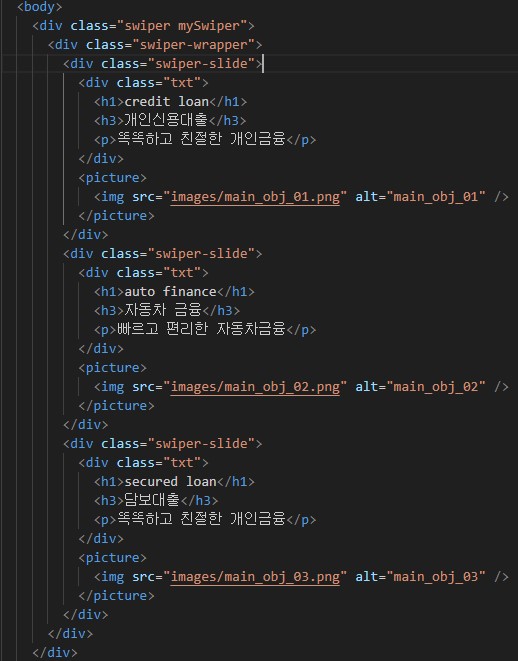 <body>
<div class="swiper mySwiper">
<div class="swiper-wrapper">
<div class="swiper-slide">
<div class="txt">
<h1>credit loan</h1>
<h3>개인신용대출</h3>
<p>똑똑하고 친절한 개인금융</p>
</div>
<picture>
<img src="images/main_obj_01.png" alt="main_obj_01" />
</picture>
</div>
<div class="swiper-slide">
<div class="txt">
<h1>auto finance</h1>
<h3>자동차 금융</h3>
<p>빠르고 편리한 자동차금융</p>
</div>
<picture>
<img src="images/main_obj_02.png" alt="main_obj_02" />
</picture>
</div>
<div class="swiper-slide">
<div class="txt">
<h1>secured loan</h1>
<h3>담보대출</h3>
<p>똑똑하고 친절한 개인금융</p>
</div>
<picture>
<img src="images/main_obj_03.png" alt="main_obj_03" />
</picture>
</div>
</div>
</div>